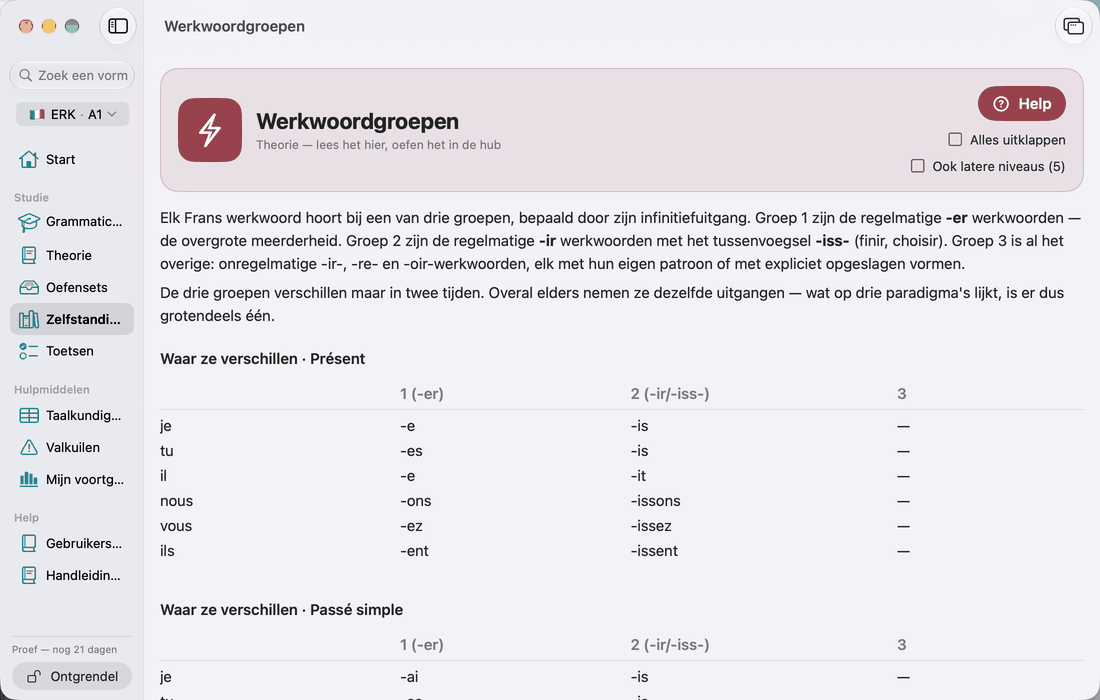 Werkwoordgroepen
Zoek een vorm
ERK · A1
Start
Studie
Grammatic...
Theorie
Oefensets
Zelfstandi...
Toetsen
Hulpmiddelen
Taalkundig...
Valkuilen
Mijn voortg...
Help
Gebruikers...
Handleidin...
Proef — nog 21 dagen
Ontgrendel
Werkwoordgroepen
Theorie — lees het hier, oefen het in de hub
Help
Alles uitklappen
Ook latere niveaus (5)
Elk Frans werkwoord hoort bij een van drie groepen, bepaald door zijn infinitiefuitgang. Groep 1 zijn de regelmatige -er werkwoorden —
de overgrote meerderheid. Groep 2 zijn de regelmatige -ir werkwoorden met het tussenvoegsel -iss- (finir, choisir). Groep 3 is al het
overige: onregelmatige -ir-, -re- en -oir-werkwoorden, elk met hun eigen patroon of met expliciet opgeslagen vormen.
De drie groepen verschillen maar in twee tijden. Overal elders nemen ze dezelfde uitgangen — wat op drie paradigma's lijkt, is er dus
grotendeels één.
Waar ze verschillen · Présent
1 (-er) 2 (-ir/-iss-) 3
je -e -is —
tu -es -is —
il -e -it —
nous -ons -issons —
vous -ez -issez —
ils -ent -issent —
Waar ze verschillen · Passé simple
1 (-er) 2 (-ir/-iss-) 3
je -ai -is —